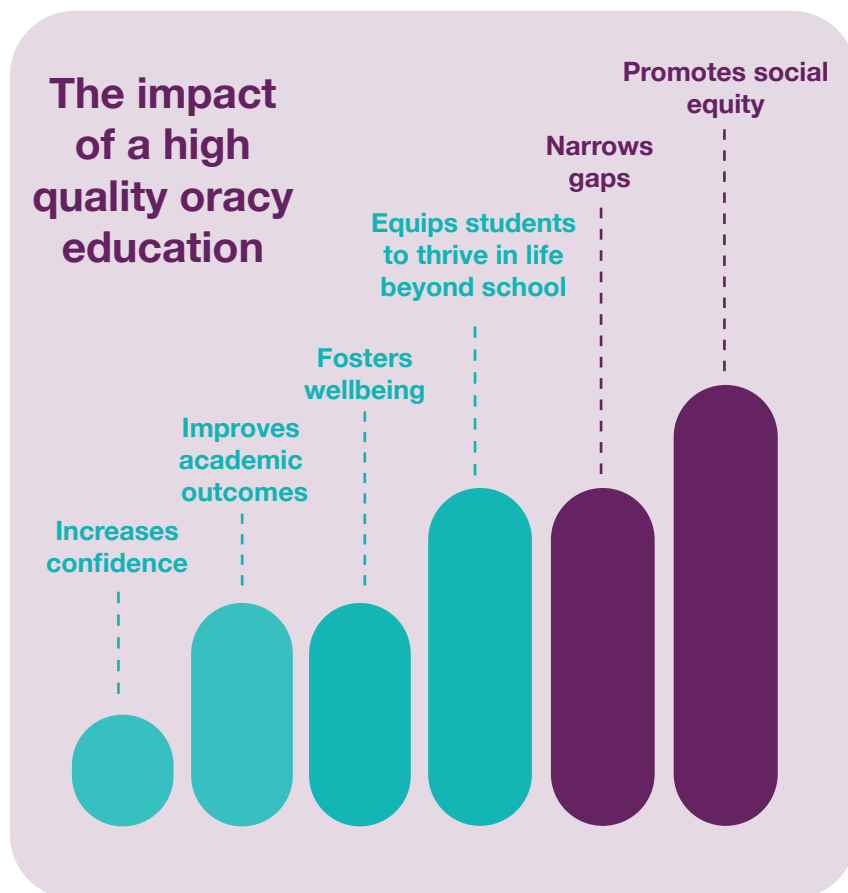 The impact
of a high
quality oracy
education
Increases
confidence
Improves
academic
outcomes
Fosters
wellbeing
Equips students
to thrive in life
beyond school
Narrows
gaps
Promotes social
equity